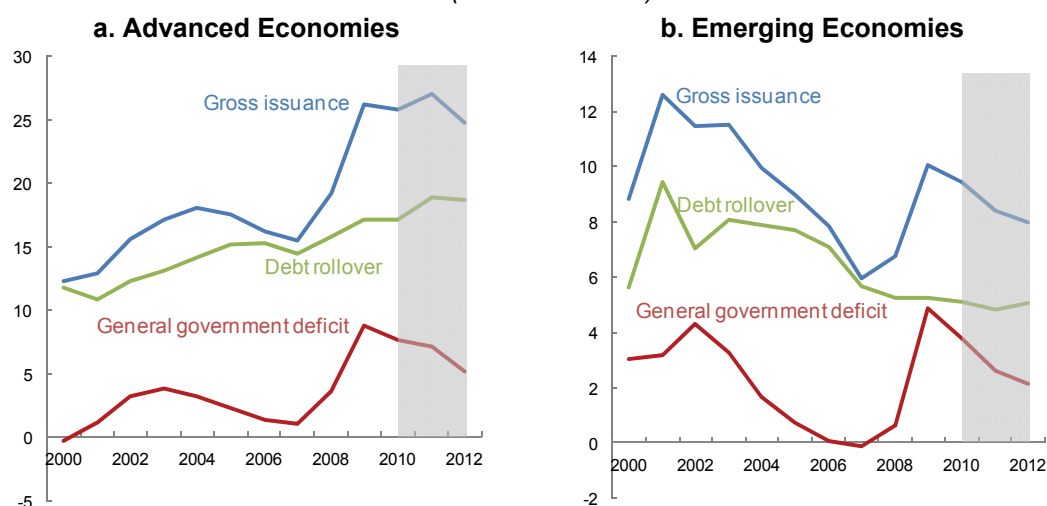 a. Advanced Economies
30
25
20
15
10
5
0
-5
2000 2002 2004 2006 2008 2010 2012
Gross issuance
Debt rollover
General government deficit
b. Emerging Economies
14
12
10
8
6
4
2
0
-2
2000 2002 2004 2006 2008 2010 2012
Gross issuance
Debt rollover
General government deficit